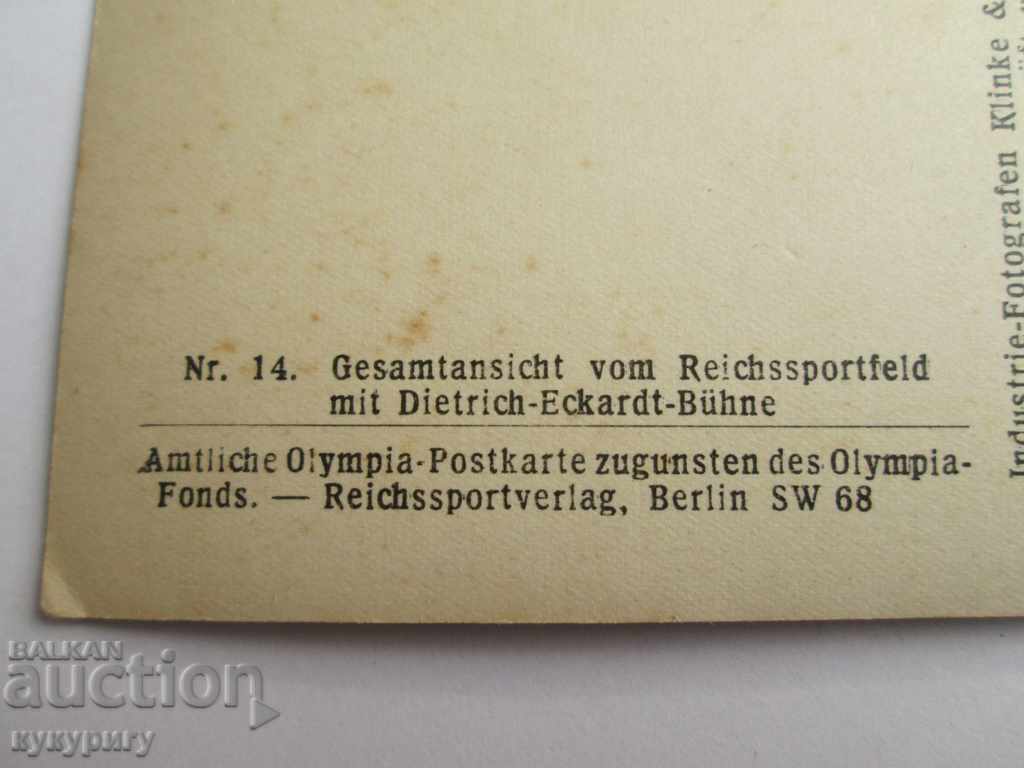 Nr. 14. Gesamtansicht vom Reichssportfeld
mit Dietrich-Eckardt-Bühne
Amtliche Olympia-Postkarte zugunsten des Olympia-
Fonds. — Reichssportverlag, Berlin SW 68
Industrie-Fotografen Klinke &
BALKAN
auction
кукуригу